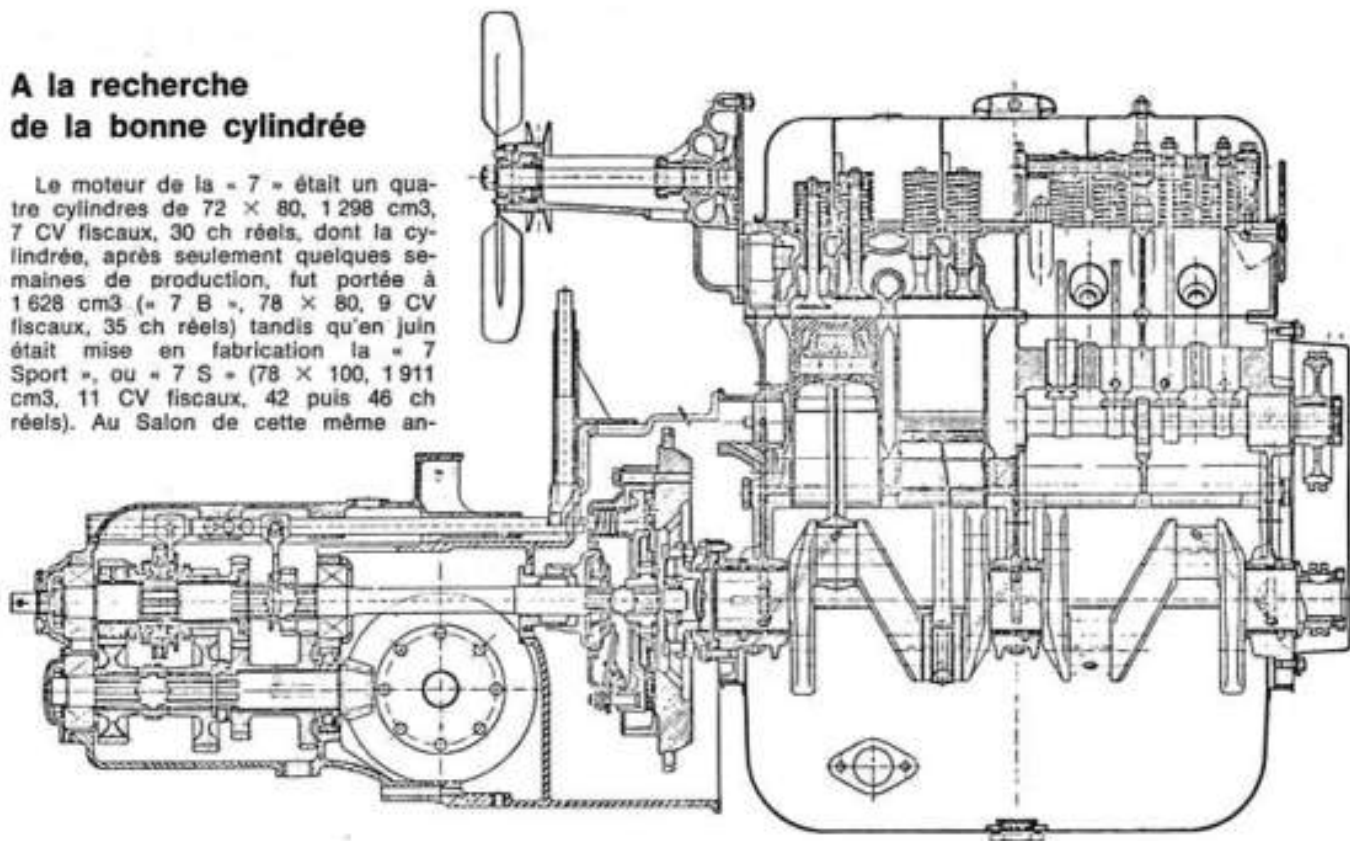 A la recherche
de la bonne cylindrée
Le moteur de la « 7 » était un qua-
tre cylindres de 72 × 80, 1 298 cm3,
7 CV fiscaux, 30 ch réels, dont la cy-
lindrée, après seulement quelques se-
maines de production, fut portée à
1 628 cm3 (« 7 B », 78 × 80, 9 CV
fiscaux, 35 ch réels) tandis qu'en juin
était mise en fabrication la « 7
Sport », ou « 7 S » (78 × 100, 1 911
cm3, 11 CV fiscaux, 42 puis 46 ch
réels). Au Salon de cette même an-